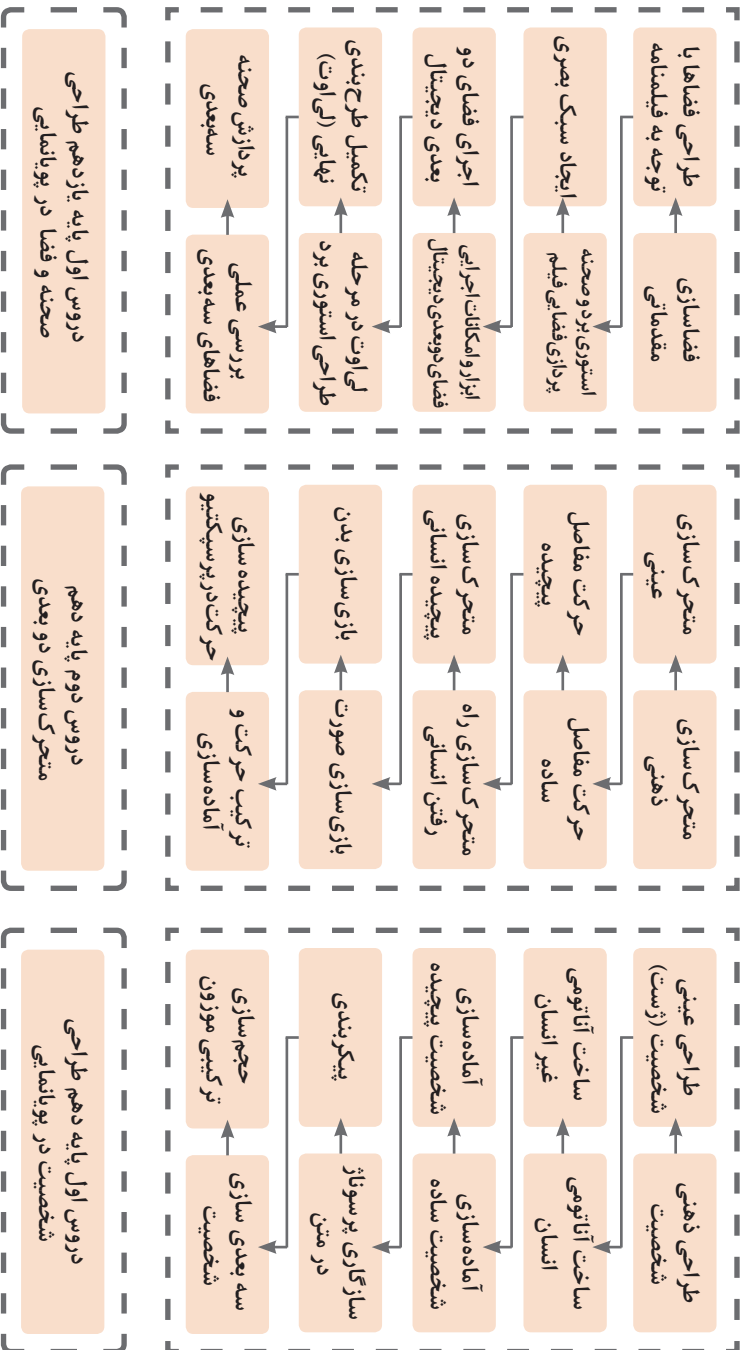 طراحی ذهنی
شخصیت
طراحی عینی
شخصیت (ژست)
ساخت آناتومی
انسان
ساخت آناتومی
غیر انسان
آماده‌سازی
شخصیت ساده
آماده‌سازی
شخصیت پیچیده
سازگاری پرسوناژ
در متن
پیکربندی
سه بعدی سازی
شخصیت
حجم‌سازی
ترکیبی موزون
دروس اول پایه دهم طراحی
شخصیت در پویانمایی
متحرک‌سازی
ذهنی
متحرک‌سازی
عینی
حرکت مفاصل
ساده
حرکت مفاصل
پیچیده
متحرک‌سازی راه
رفتن انسانی
متحرک‌سازی
پیچیده انسانی
بازی‌سازی صورت
بازی‌سازی بدن
ترکیب حرکت و
آماده‌سازی
پیچیده‌سازی
حرکت در پرسپکتیو
دروس دوم پایه دهم
متحرک‌سازی دو بعدی
فضاسازی
مقدماتی
طراحی فضاها با
توجه به فیلمنامه
استوری برد و صحنه
پردازی فضایی فیلم
ایجاد سبک بصری
ابزار و امکانات اجرایی
فضای دوبعدی دیجیتال
اجرای فضای دو
بعدی دیجیتال
لی‌اوت در مرحله
طراحی استوری برد
تکمیل طرح‌بندی
نهایی (لی‌اوت)
بررسی عملی
فضاهای سه‌بعدی
پردازش صحنه
سه‌بعدی
دروس اول پایه یازدهم طراحی
صحنه و فضا در پویانمایی